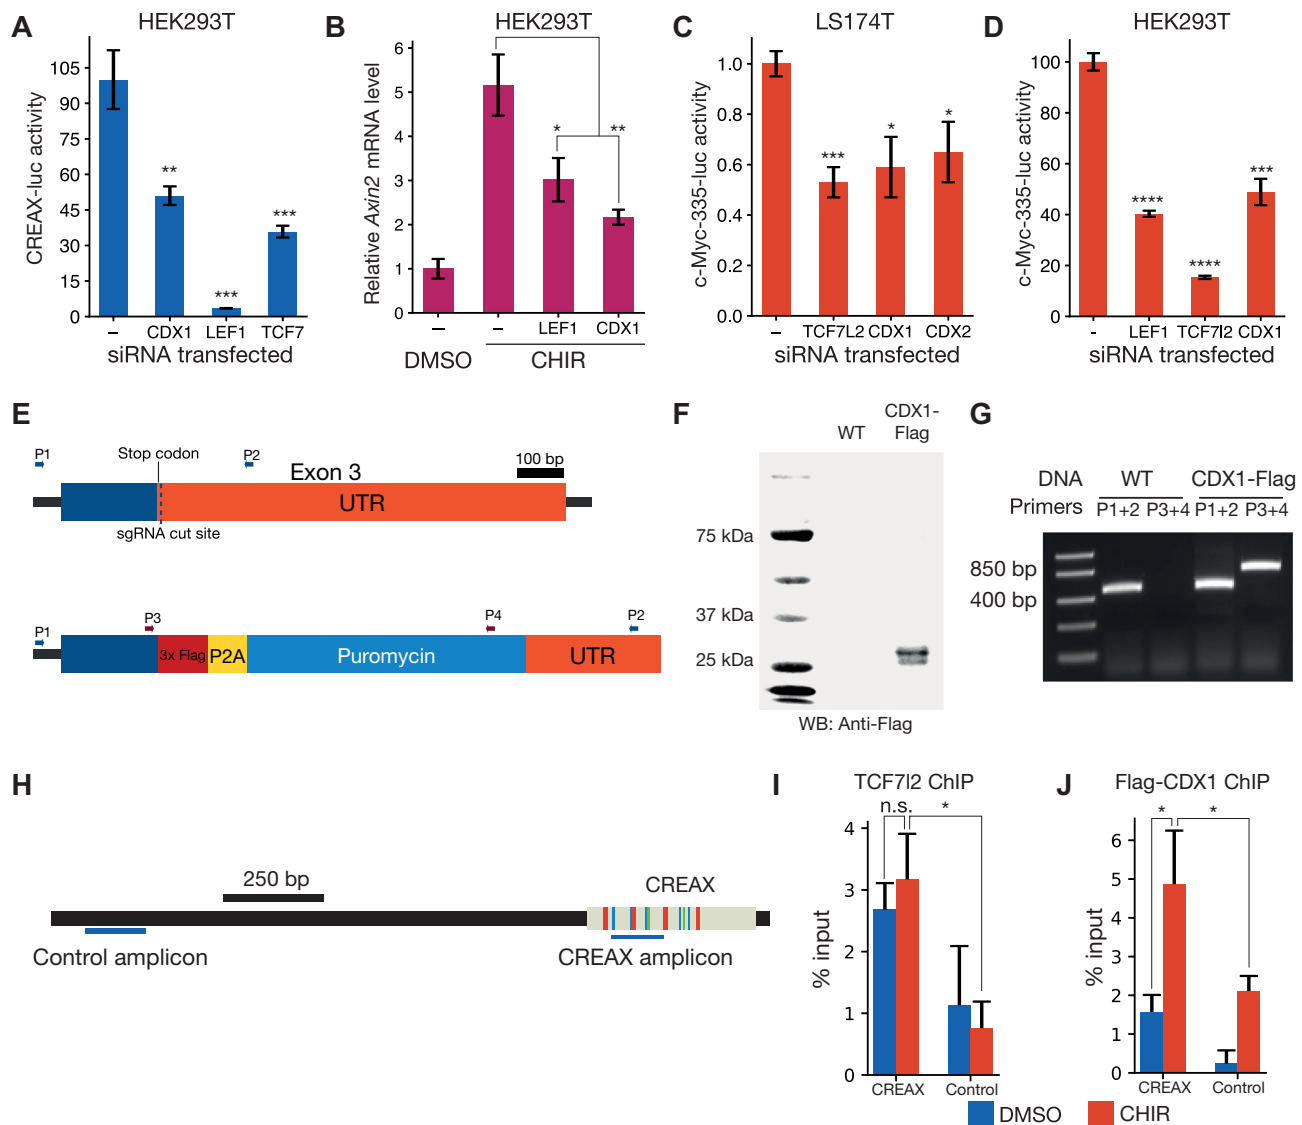 A
HEK293T
CREAX-luc activity
105
90
75
60
45
30
15
0
**
***
***
–
CDX1
LEF1
TCF7
siRNA transfected
B
HEK293T
Relative Axin2 mRNA level
6
5
4
3
2
1
0
*
**
–
–
LEF1
CDX1
DMSO
CHIR
C
LS174T
c-Myc-335-luc activity
1.0
0.8
0.6
0.4
0.2
0.0
***
*
*
–
TCF7L2
CDX1
CDX2
siRNA transfected
D
HEK293T
c-Myc-335-luc activity
100
80
60
40
20
0
****
****
***
-
LEF1
TCF7l2
CDX1
siRNA transfected
E
P1
Stop codon
P2
Exon 3
100 bp
UTR
sgRNA cut site
P1
P3
P4
P2
3x Flag
P2A
Puromycin
UTR
F
WT
CDX1-
Flag
75 kDa
37 kDa
25 kDa
WB: Anti-Flag
G
DNA
WT
CDX1-Flag
Primers
P1+2
P3+4
P1+2
P3+4
850 bp
400 bp
H
250 bp
CREAX
Control amplicon
CREAX amplicon
I
TCF7l2 ChIP
n.s.
*
% input
4
3
2
1
0
CREAX
Control
J
Flag-CDX1 ChIP
*
*
% input
6
5
4
3
2
1
0
CREAX
Control
DMSO
CHIR